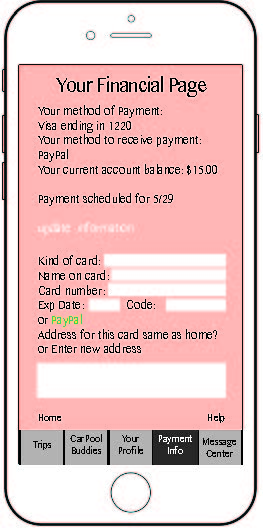 Your Financial Page
Your method of Payment:
Visa ending in 1220
Your method to receive payment:
PayPal
Your current account balance: $15.00
Payment scheduled for 5/29
update information
Kind of card:
Name on card:
Card number:
Exp Date: Code:
or PayPal
Address for this card same as home?
or Enter new address
Home Help
Trips
CarPool
Buddies
Your
Profile
Payment
Info
Message
Center